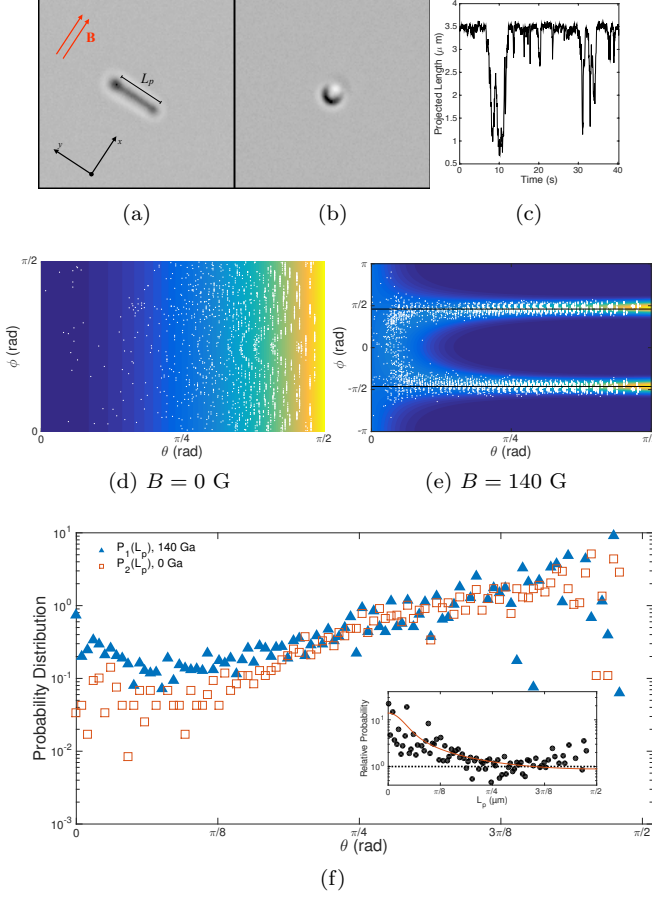 B
L_p
y
x
(a)
(b)
Projected Length (μ m)
4
3.5
3
2.5
2
1.5
1
0.5
0
10
20
30
40
Time (s)
(c)
π/2
ϕ (rad)
0
0
π/4
π/2
θ (rad)
(d) B = 0 G
π
π/2
0
-π/2
-π
ϕ (rad)
0
π/4
π/
θ (rad)
(e) B = 140 G
10^1
10^0
10^-1
10^-2
10^-3
Probability Distribution
P_1(L_p), 140 Ga
P_2(L_p), 0 Ga
Relative Probability
10^1
10^0
0
π/8
π/4
3π/8
π/2
L_p (μm)
0
π/8
π/4
3π/8
π/2
θ (rad)
(f)